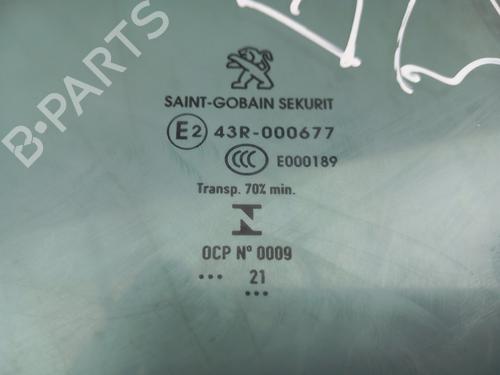 B-PARTS
SAINT-GOBAIN SEKURIT
E2 43R-000677
CCC E000189
Transp. 70% min.
OCP N° 0009
••• 21
•••